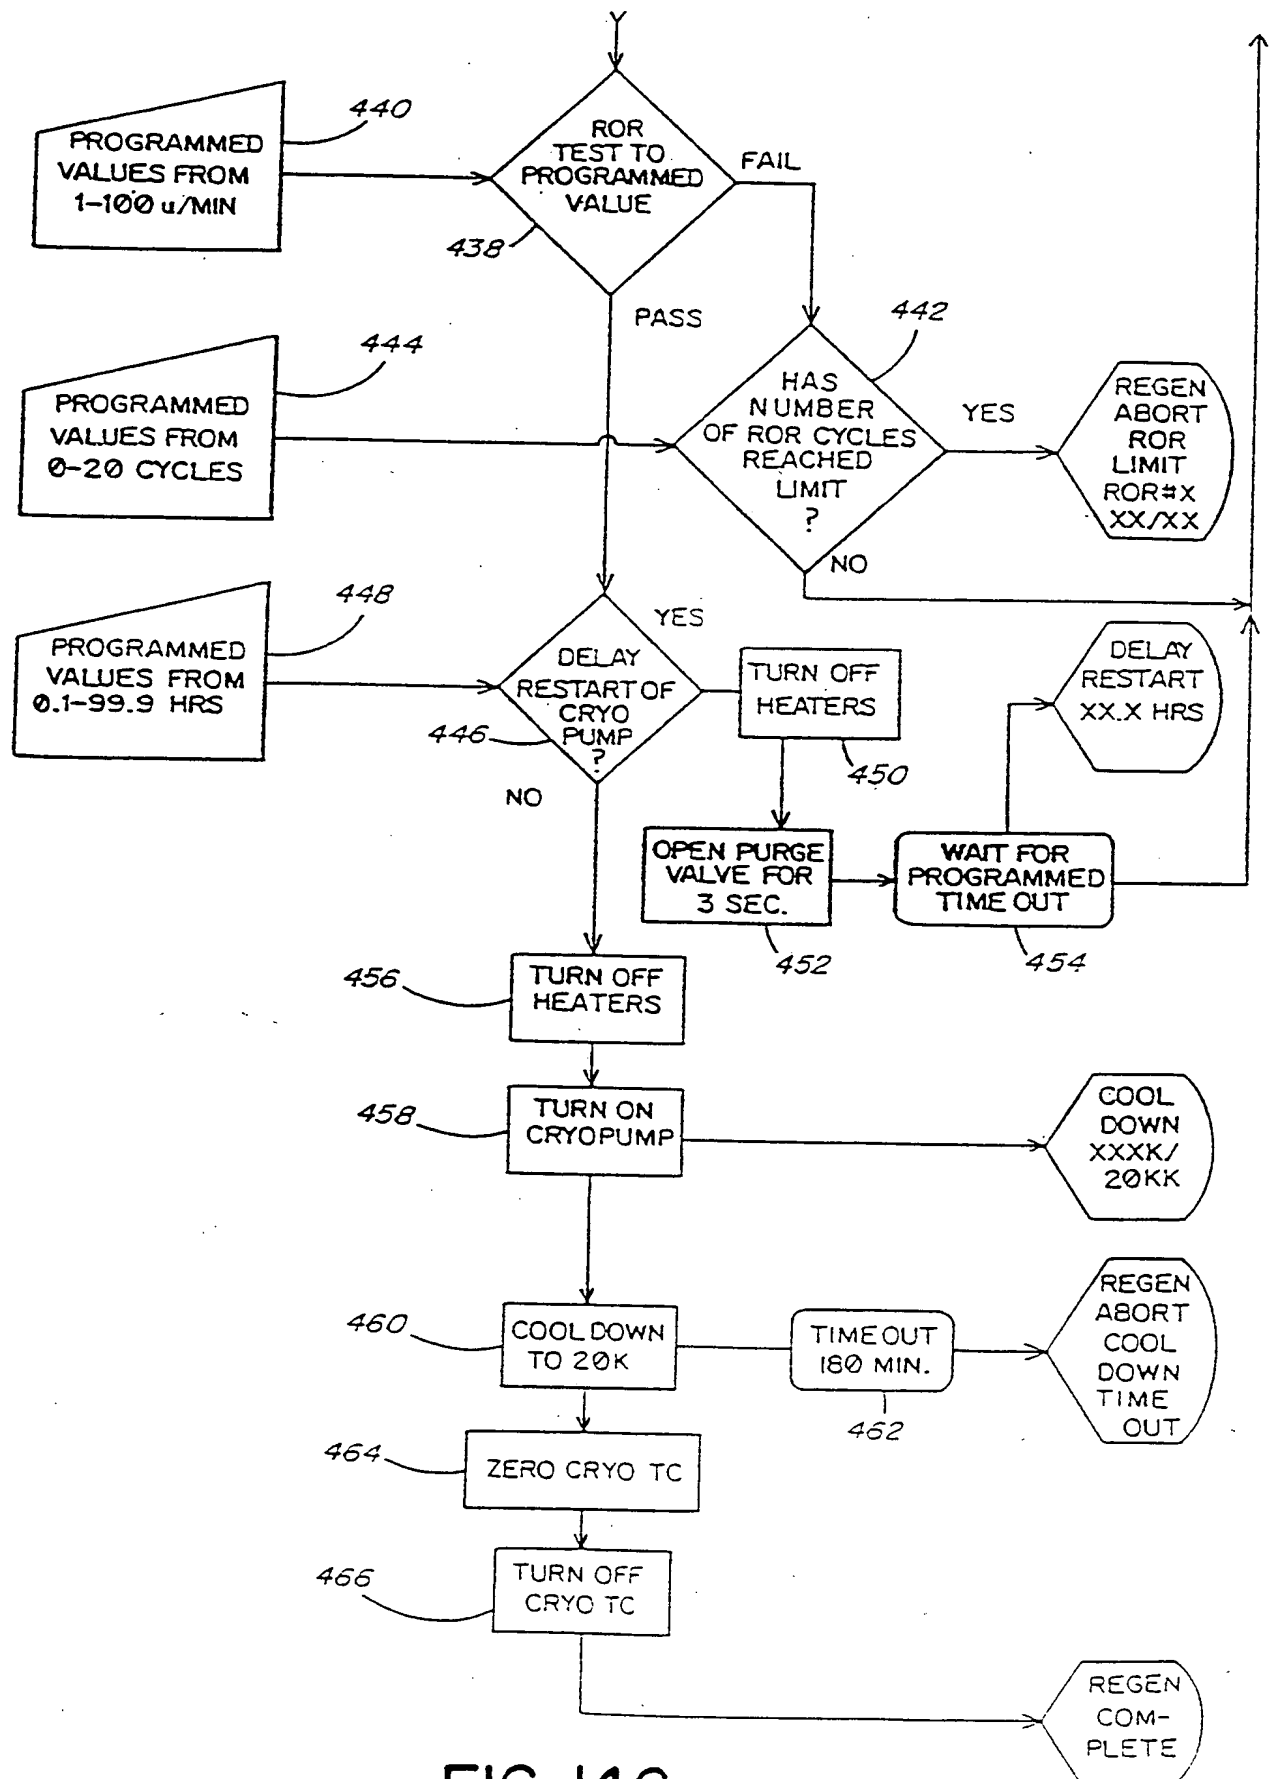 Y
440
PROGRAMMED
VALUES FROM
1-100 u/MIN
ROR
TEST TO
PROGRAMMED
VALUE
FAIL
438
PASS
442
444
PROGRAMMED
VALUES FROM
0-20 CYCLES
HAS
NUMBER
OF ROR CYCLES
REACHED
LIMIT
?
YES
REGEN
ABORT
ROR
LIMIT
ROR#X
XX/XX
NO
448
PROGRAMMED
VALUES FROM
0.1-99.9 HRS
YES
DELAY
RESTART OF
CRYO
PUMP
?
446
NO
TURN OFF
HEATERS
450
DELAY
RESTART
XX.X HRS
OPEN PURGE
VALVE FOR
3 SEC.
452
WAIT FOR
PROGRAMMED
TIME OUT
454
456
TURN OFF
HEATERS
458
TURN ON
CRYOPUMP
COOL
DOWN
XXXK/
20KK
460
COOL DOWN
TO 20K
TIMEOUT
180 MIN.
462
REGEN
ABORT
COOL
DOWN
TIME
OUT
464
ZERO CRYO TC
466
TURN OFF
CRYO TC
REGEN
COM-
PLETE